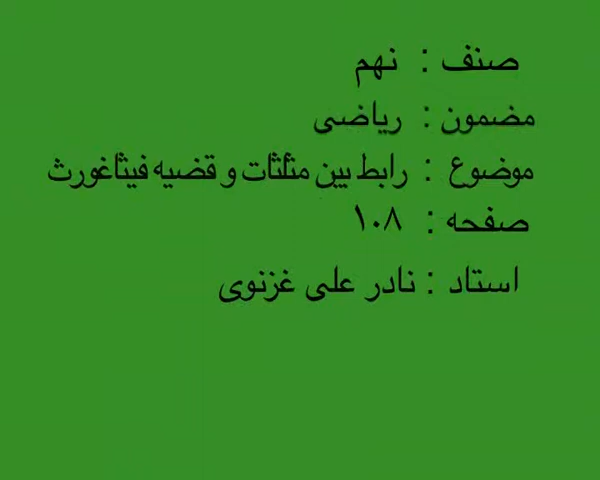 صنف : نهم
مضمون : ریاضی
موضوع : رابط بین مثلثات و قضیه فیثاغورث
صفحه : ۱۰۸
استاد : نادر علی غزنوی